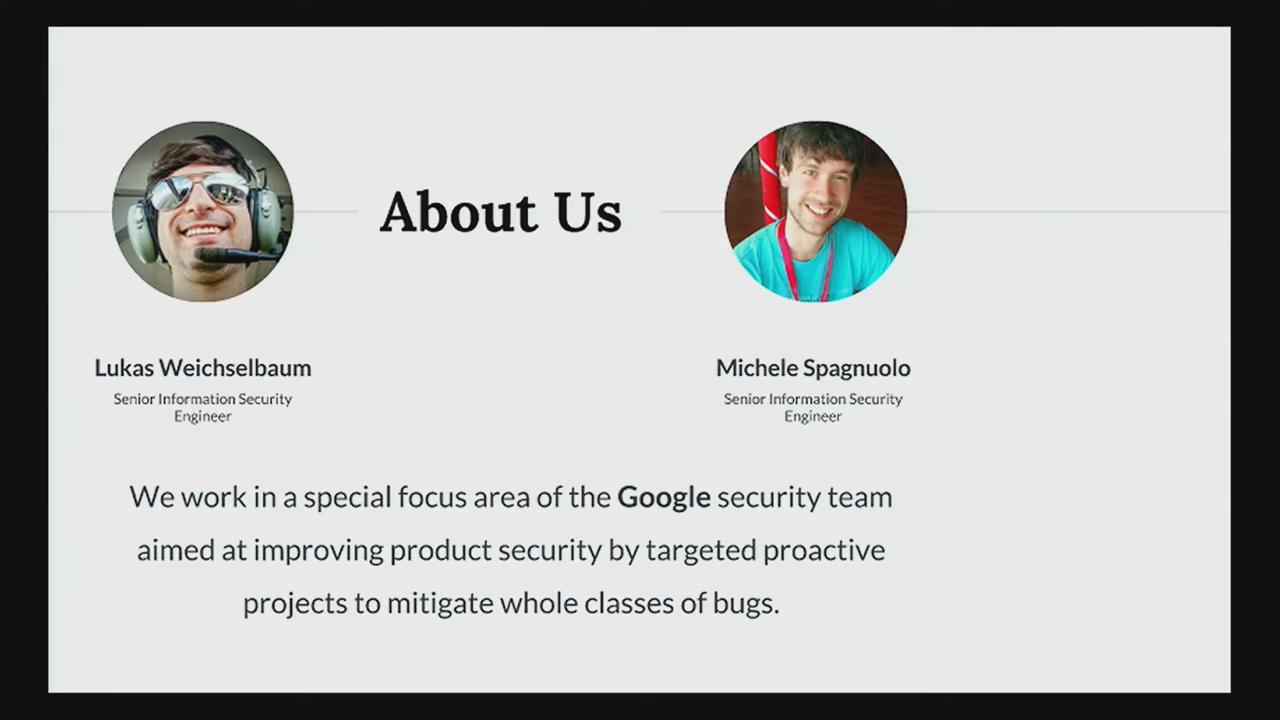 About Us
Lukas Weichselbaum
Senior Information Security
Engineer
Michele Spagnuolo
Senior Information Security
Engineer
We work in a special focus area of the Google security team
aimed at improving product security by targeted proactive
projects to mitigate whole classes of bugs.